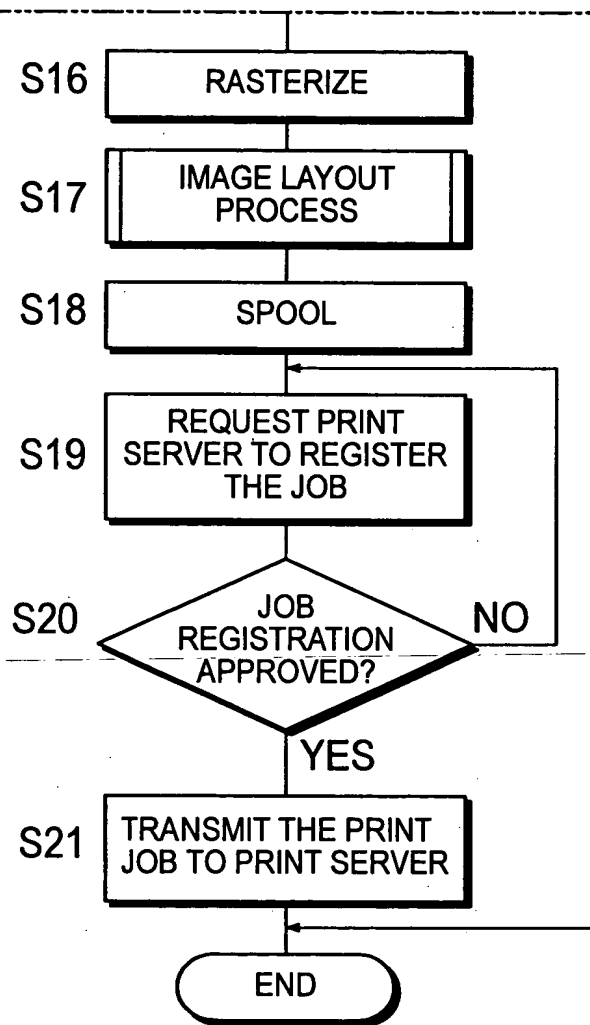 S16
RASTERIZE
S17
IMAGE LAYOUT
PROCESS
S18
SPOOL
S19
REQUEST PRINT
SERVER TO REGISTER
THE JOB
S20
JOB
REGISTRATION
APPROVED?
NO
YES
S21
TRANSMIT THE PRINT
JOB TO PRINT SERVER
END